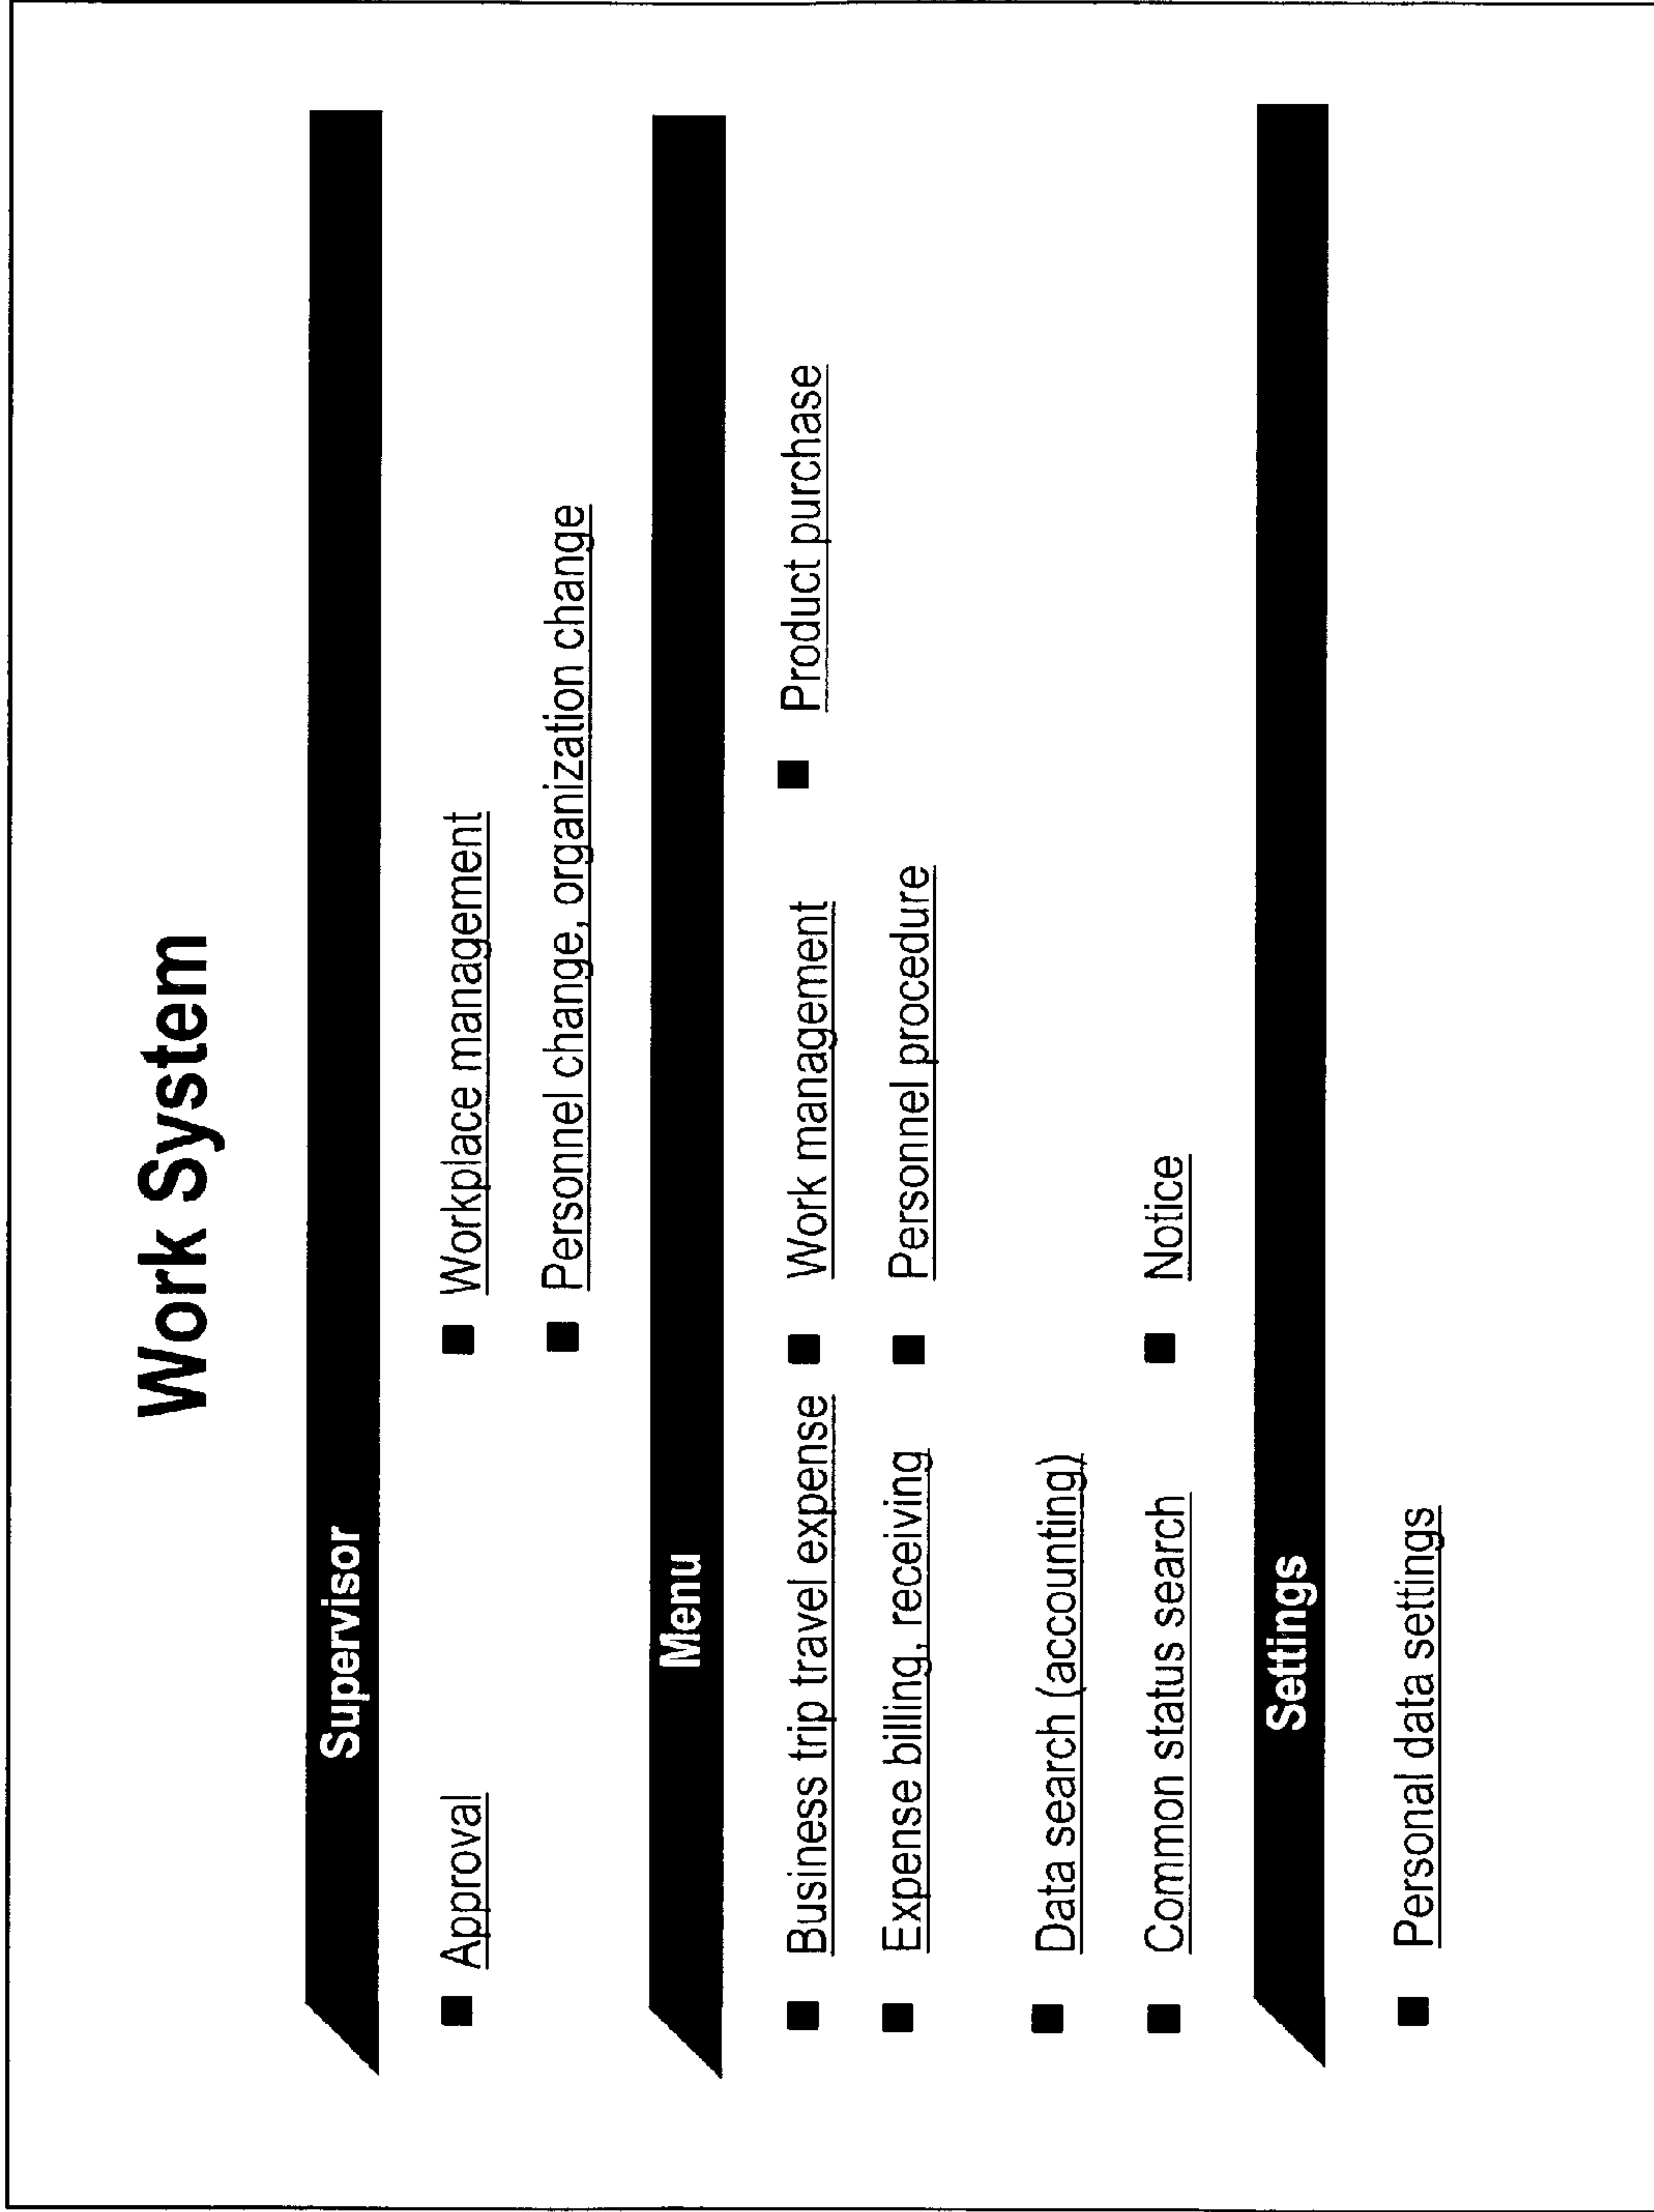 Work System
Supervisor
■ Approval ■ Workplace management
■ Personnel change, organization change
Menu
■ Business trip travel expense ■ Work management ■ Product purchase
■ Expense billing, receiving ■ Personnel procedure
■ Data search (accounting)
■ Common status search ■ Notice
Settings
■ Personal data settings